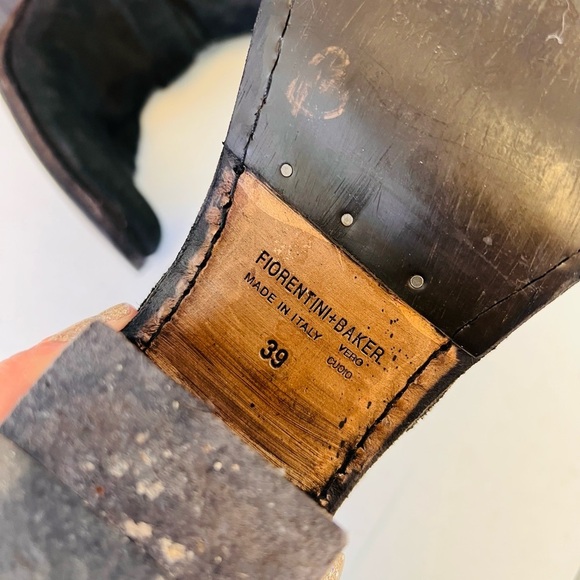 FIORENTINI+BAKER
MADE IN ITALY
VERO
CUOIO
39